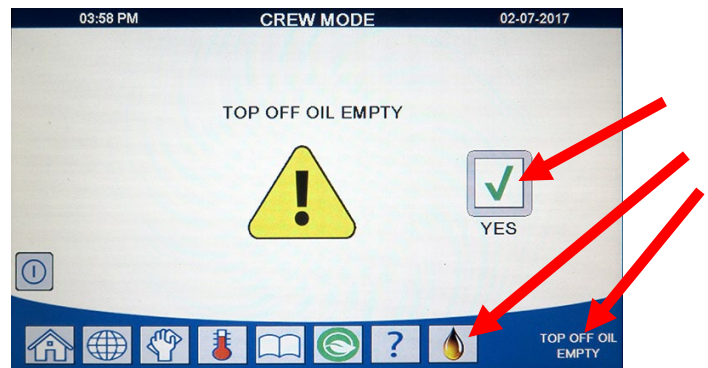 03:58 PM CREW MODE 02-07-2017
TOP OFF OIL EMPTY
YES
?
TOP OFF OIL
EMPTY